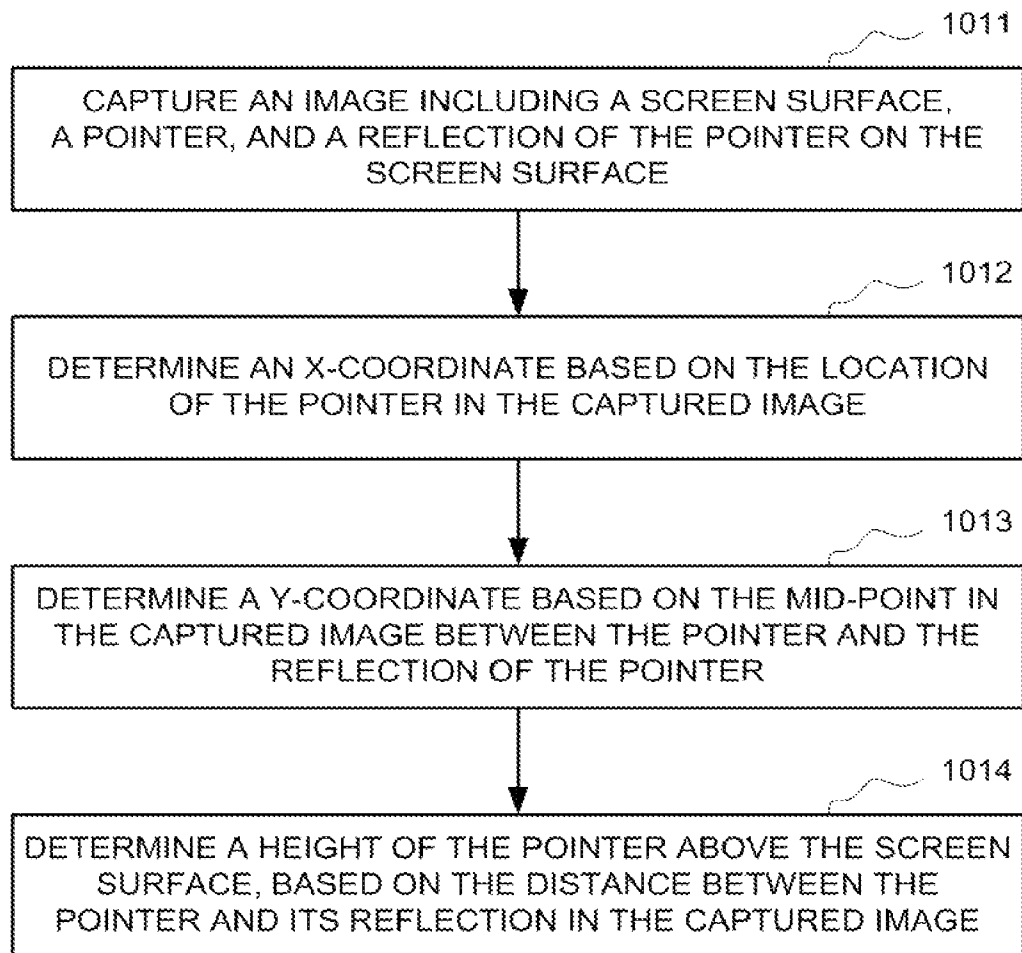 1011
CAPTURE AN IMAGE INCLUDING A SCREEN SURFACE,
A POINTER, AND A REFLECTION OF THE POINTER ON THE
SCREEN SURFACE
1012
DETERMINE AN X-COORDINATE BASED ON THE LOCATION
OF THE POINTER IN THE CAPTURED IMAGE
1013
DETERMINE A Y-COORDINATE BASED ON THE MID-POINT IN
THE CAPTURED IMAGE BETWEEN THE POINTER AND THE
REFLECTION OF THE POINTER
1014
DETERMINE A HEIGHT OF THE POINTER ABOVE THE SCREEN
SURFACE, BASED ON THE DISTANCE BETWEEN THE
POINTER AND ITS REFLECTION IN THE CAPTURED IMAGE